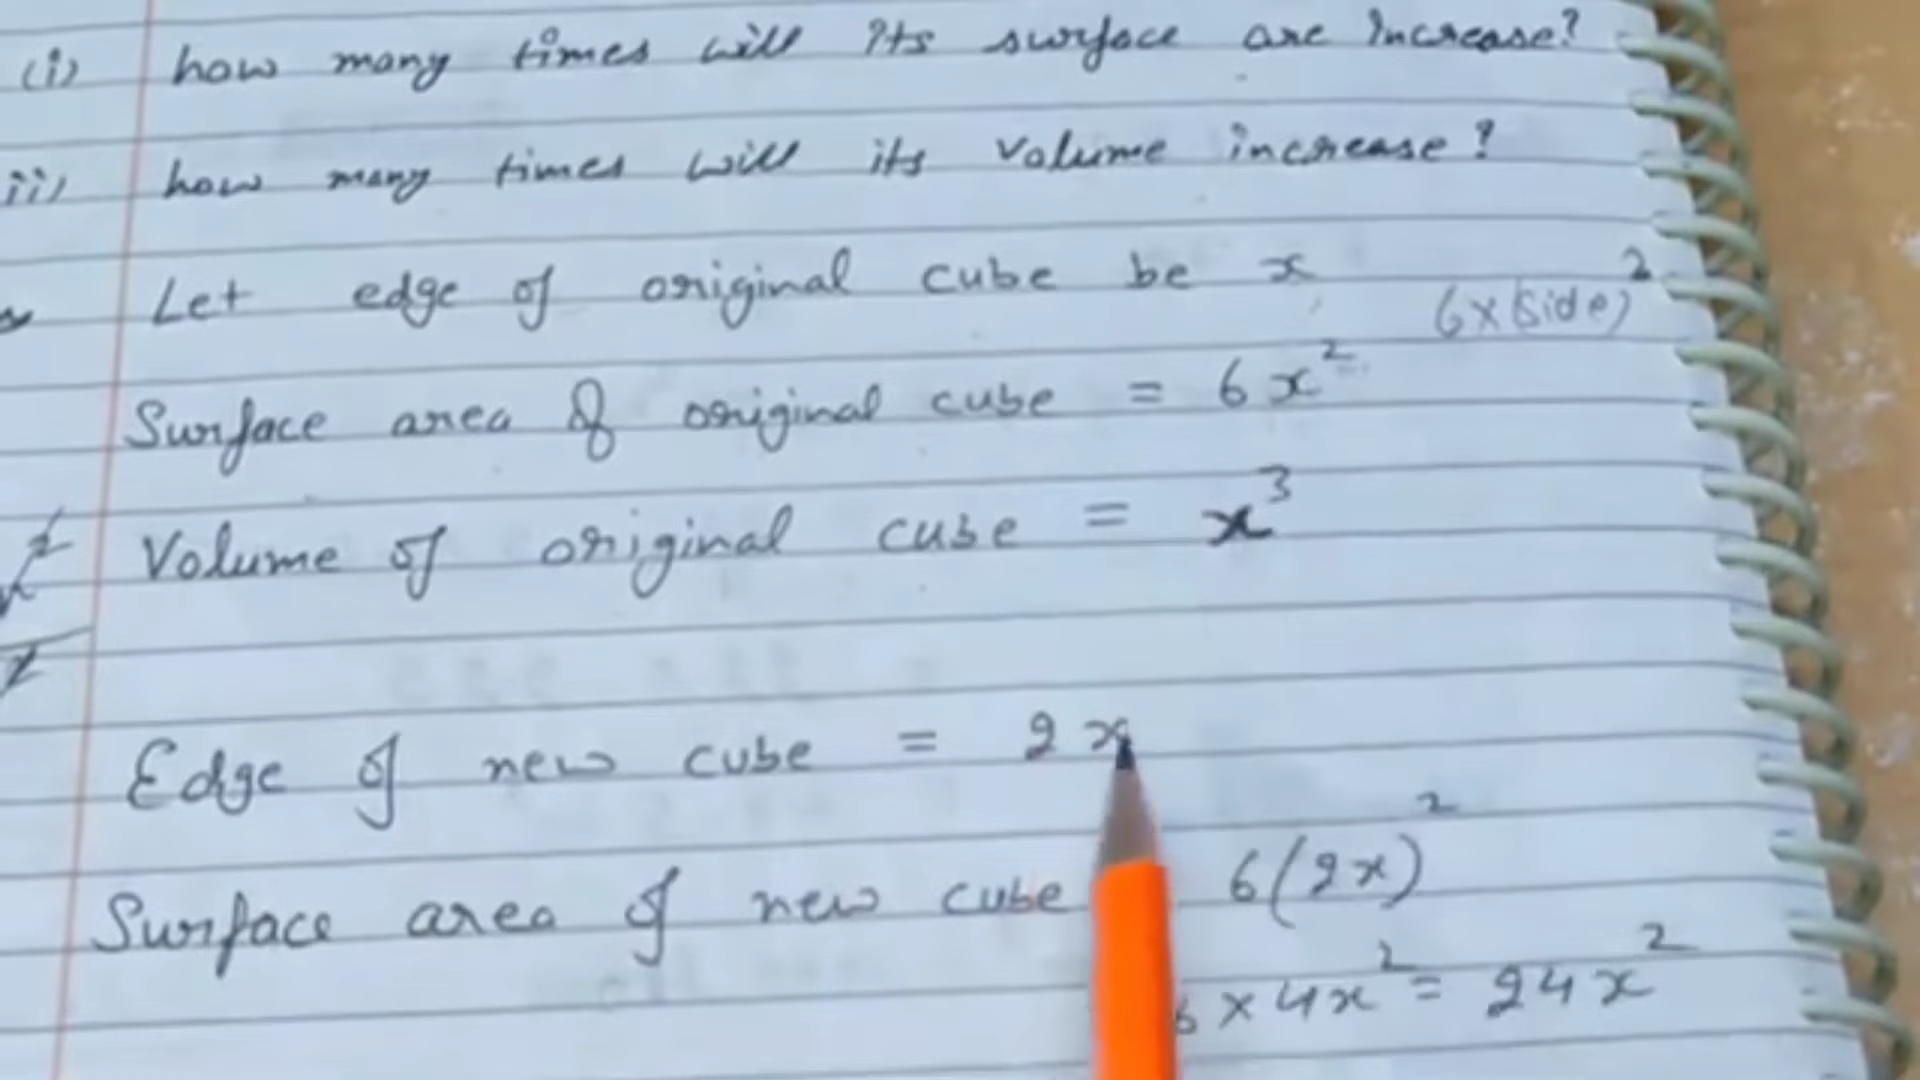 (i) how many times will its surface are increase?
ii) how many times will its volume increase?
Let edge of original cube be x
6x(side)²
Surface area of original cube = 6x²
Volume of original cube = x³
Edge of new cube = 2x
Surface area of new cube 6(2x)²
6 x 4x² = 24x²